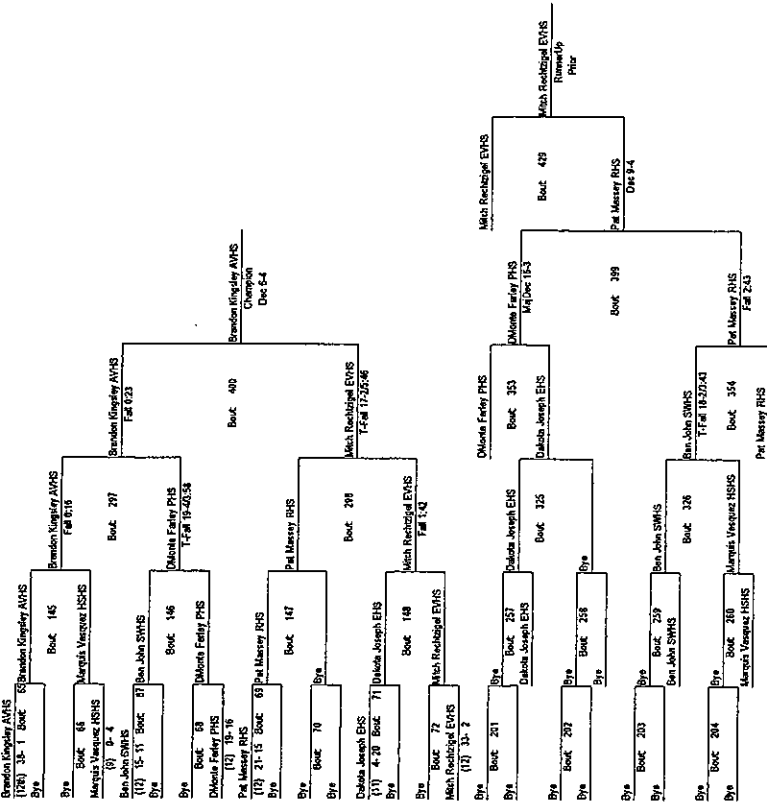 Brandon Kingsley AVHS
(12th) 38- 1 Bout: 65
Bye
Brandon Kingsley AVHS
Bye
Bout: 66
Marquis Vasquez HSHS
(9) 0- 4
Marquis Vasquez HSHS
Bout: 145
Brandon Kingsley AVHS
Fall 0:16
Ben John SWHS
(12) 15- 11 Bout: 67
Bye
Ben John SWHS
Bye
Bout: 68
DMonte Farley PHS
(12) 19- 16
DMonte Farley PHS
Bout: 146
DMonte Farley PHS
T-Fall 19-4/3:58
Bout: 297
Brandon Kingsley AVHS
Fall 0:23
Pat Massey RHS
(12) 21- 15 Bout: 69
Bye
Pat Massey RHS
Bye
Bout: 70
Bye
Bye
Bout: 147
Pat Massey RHS
Dakota Joseph EHS
(11) 4- 20 Bout: 71
Bye
Dakota Joseph EHS
Bye
Bout: 72
Mitch Rechtzigel EVHS
(12) 33- 2
Mitch Rechtzigel EVHS
Bout: 148
Mitch Rechtzigel EVHS
Fall 1:42
Bout: 298
Mitch Rechtzigel EVHS
T-Fall 17-2/5:46
Bout: 400
Brandon Kingsley AVHS
Champion
Dec 6-4
Bye
Bout: 201
Bye
Bye
Bout: 257
Dakota Joseph EHS
Dakota Joseph EHS
Bye
Bout: 202
Bye
Bye
Bout: 258
Bye
Bye
Bout: 325
Dakota Joseph EHS
DMonte Farley PHS
Bout: 353
DMonte Farley PHS
MajDec 15-3
Bye
Bout: 203
Bye
Bye
Bout: 259
Ben John SWHS
Ben John SWHS
Bye
Bout: 204
Bye
Bye
Bout: 260
Marquis Vasquez HSHS
Marquis Vasquez HSHS
Bout: 326
Ben John SWHS
T-Fall 18-2/3:43
Bout: 354
Pat Massey RHS
Pat Massey RHS
Fall 2:43
Bout: 399
Pat Massey RHS
Dec 9-4
Mitch Rechtzigel EVHS
Bout: 429
Mitch Rechtzigel EVHS
RunnerUp
Prior